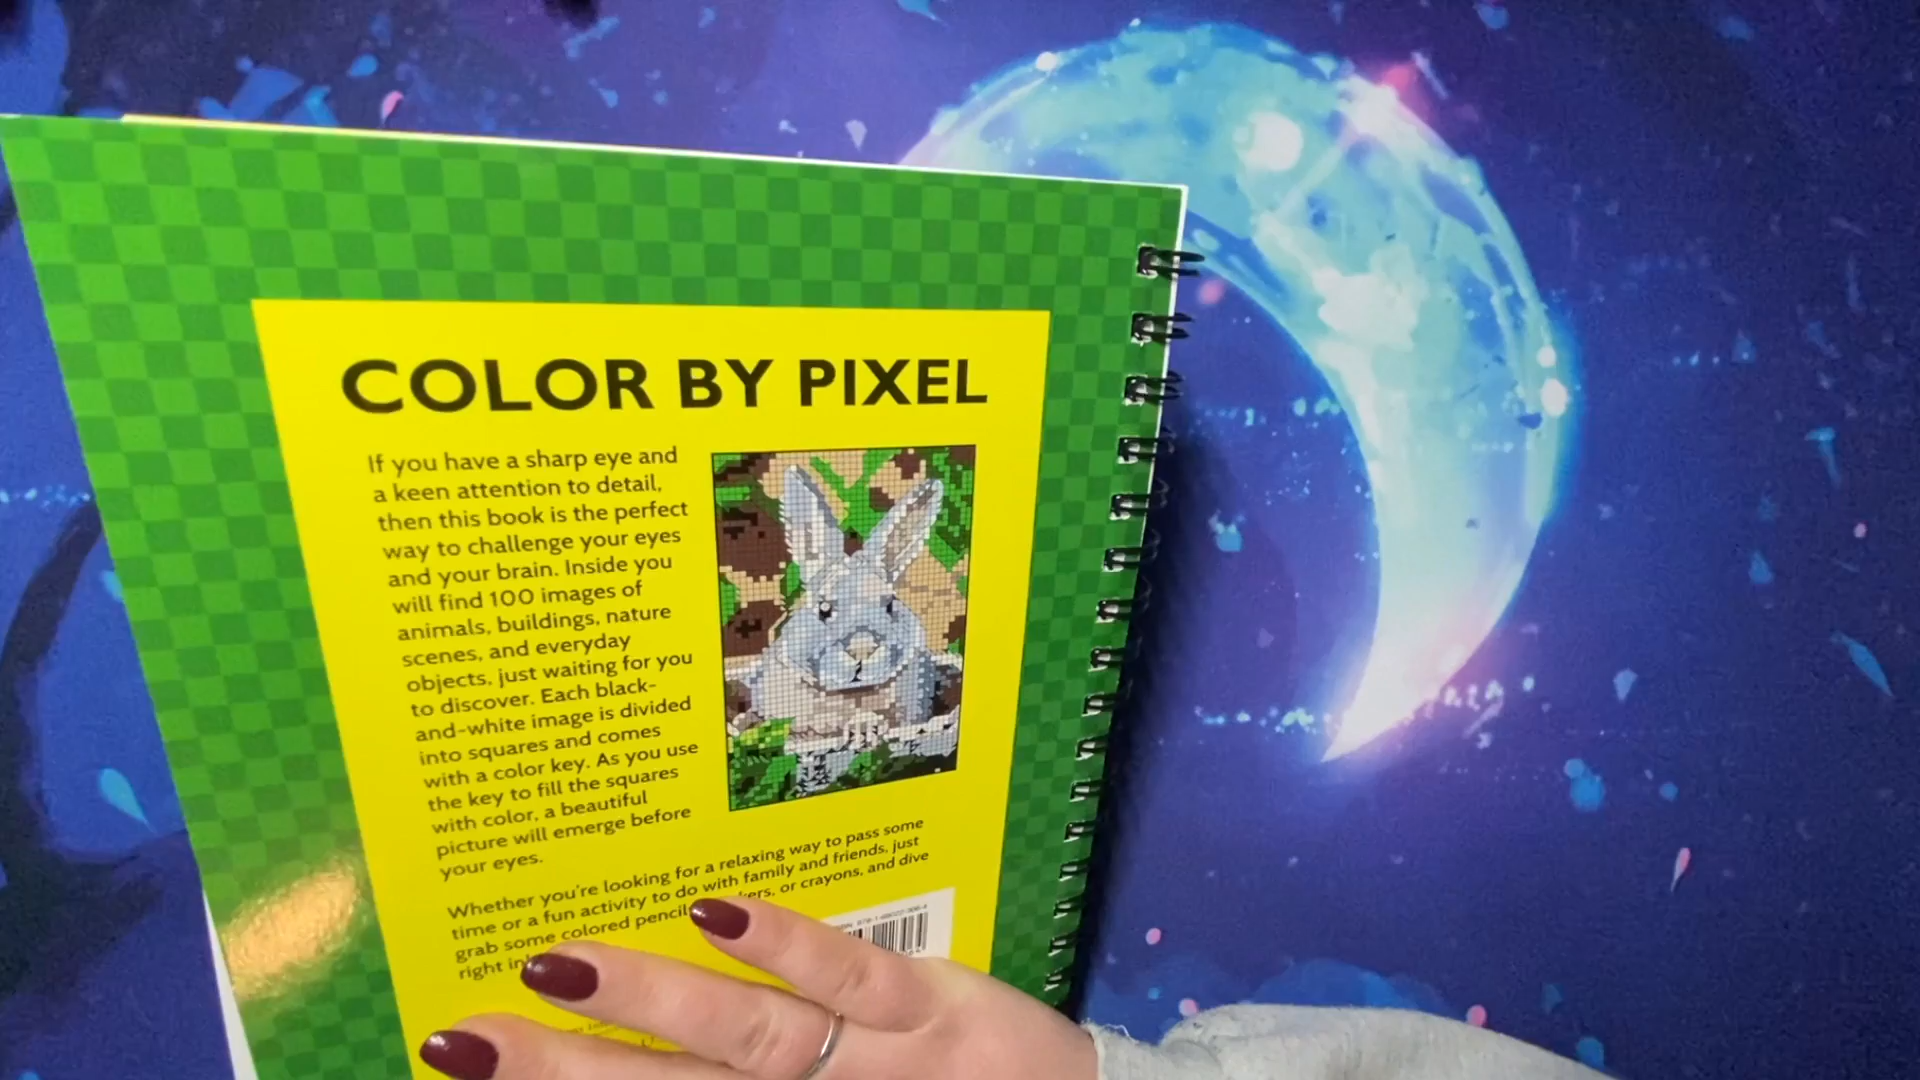 COLOR BY PIXEL
If you have a sharp eye and
a keen attention to detail,
then this book is the perfect
way to challenge your eyes
and your brain. Inside you
will find 100 images of
animals, buildings, nature
scenes, and everyday
objects, just waiting for you
to discover. Each black-
and-white image is divided
into squares and comes
with a color key. As you use
the key to fill the squares
with color, a beautiful
picture will emerge before
your eyes.
Whether you're looking for a relaxing way to pass some
time or a fun activity to do with family and friends, just
grab some colored pencil kers, or crayons, and dive
right in